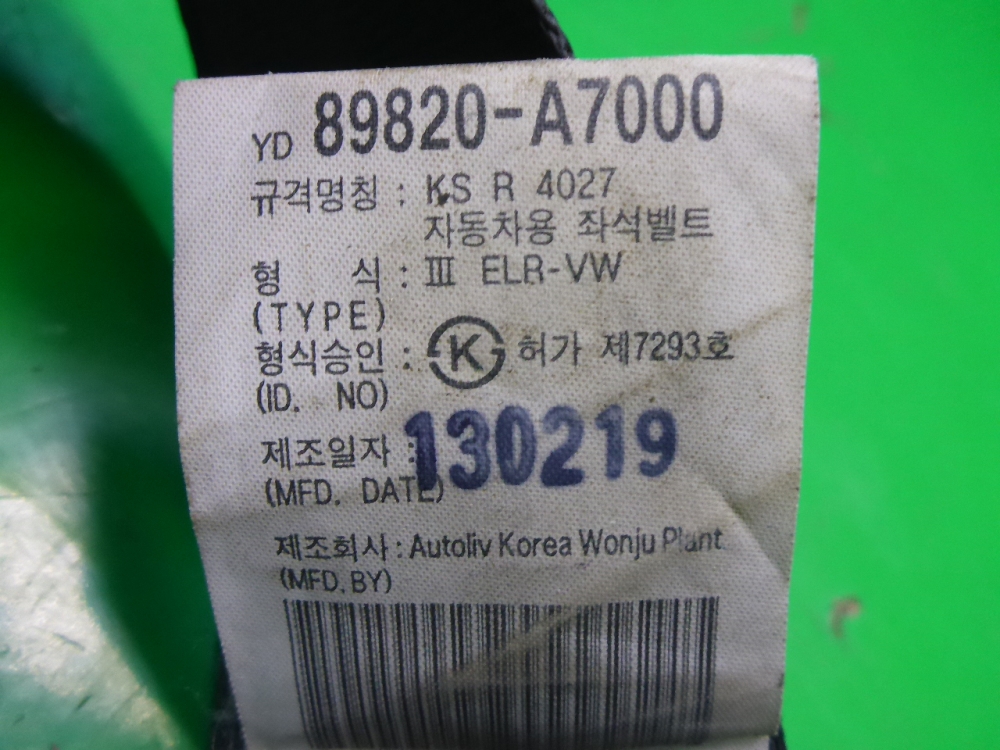 YD 89820-A7000
규격명칭 : KS R 4027
자동차용 좌석벨트
형 식 : Ⅲ ELR-VW
(TYPE)
형식승인 : K 허가 제7293호
(ID. NO)
제조일자 : 130219
(MFD. DATE)
제조회사 : Autoliv Korea Wonju Plant
(MFD.BY)